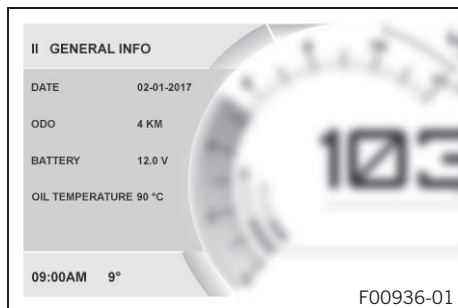 II GENERAL INFO
DATE 02-01-2017
ODO 4 KM
BATTERY 12.0 V
OIL TEMPERATURE 90 °C
103
09:00AM 9°
F00936-01